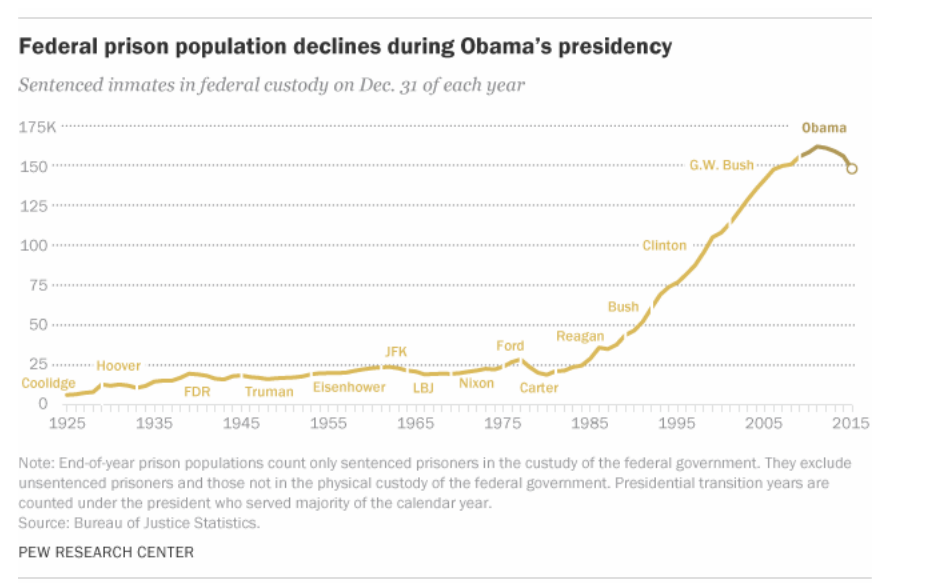 Federal prison population declines during Obama's presidency
Sentenced inmates in federal custody on Dec. 31 of each year
175K
Obama
150
G.W. Bush
125
100
Clinton
75
Bush
50
Reagan
Ford
JFK
25
Hoover
Coolidge
FDR
Truman
Eisenhower
LBJ
Nixon
Carter
0
1925 1935 1945 1955 1965 1975 1985 1995 2005 2015
Note: End-of-year prison populations count only sentenced prisoners in the custudy of the federal government. They exclude
unsentenced prisoners and those not in the physical custody of the federal government. Presidential transition years are
counted under the president who served majority of the calendar year.
Source: Bureau of Justice Statistics.
PEW RESEARCH CENTER